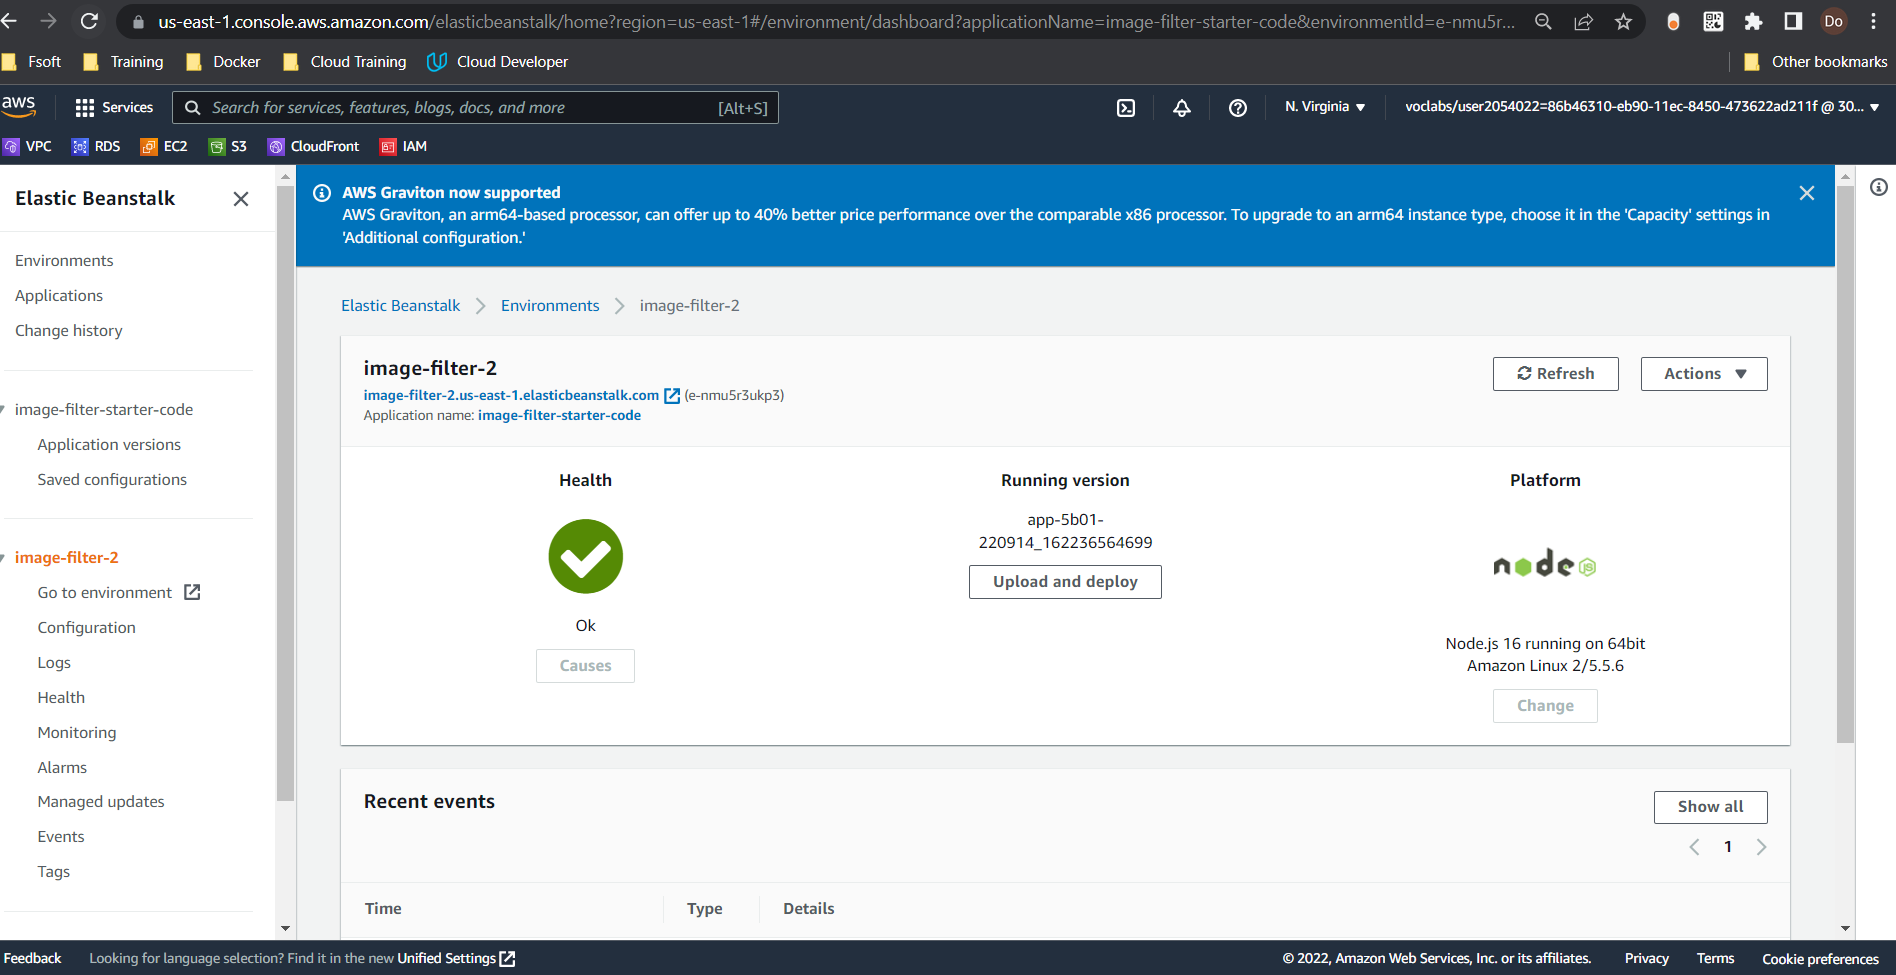 us-east-1.console.aws.amazon.com/elasticbeanstalk/home?region=us-east-1#/environment/dashboard?applicationName=image-filter-starter-code&environmentId=e-nmu5r...
Do
Fsoft
Training
Docker
Cloud Training
Cloud Developer
Other bookmarks
aws
Services
Search for services, features, blogs, docs, and more
[Alt+S]
N. Virginia
voclabs/user2054022=86b46310-eb90-11ec-8450-473622ad211f @ 30...
VPC
RDS
EC2
S3
CloudFront
IAM
Elastic Beanstalk
Environments
Applications
Change history
image-filter-starter-code
Application versions
Saved configurations
image-filter-2
Go to environment
Configuration
Logs
Health
Monitoring
Alarms
Managed updates
Events
Tags
AWS Graviton now supported
AWS Graviton, an arm64-based processor, can offer up to 40% better price performance over the comparable x86 processor. To upgrade to an arm64 instance type, choose it in the 'Capacity' settings in
'Additional configuration.'
Elastic Beanstalk
Environments
image-filter-2
image-filter-2
image-filter-2.us-east-1.elasticbeanstalk.com (e-nmu5r3ukp3)
Application name: image-filter-starter-code
Refresh
Actions
Health
Ok
Causes
Running version
app-5b01-
220914_162236564699
Upload and deploy
Platform
node JS
Node.js 16 running on 64bit
Amazon Linux 2/5.5.6
Change
Recent events
Show all
1
Time
Type
Details
Feedback
Looking for language selection? Find it in the new Unified Settings
© 2022, Amazon Web Services, Inc. or its affiliates.
Privacy
Terms
Cookie preferences